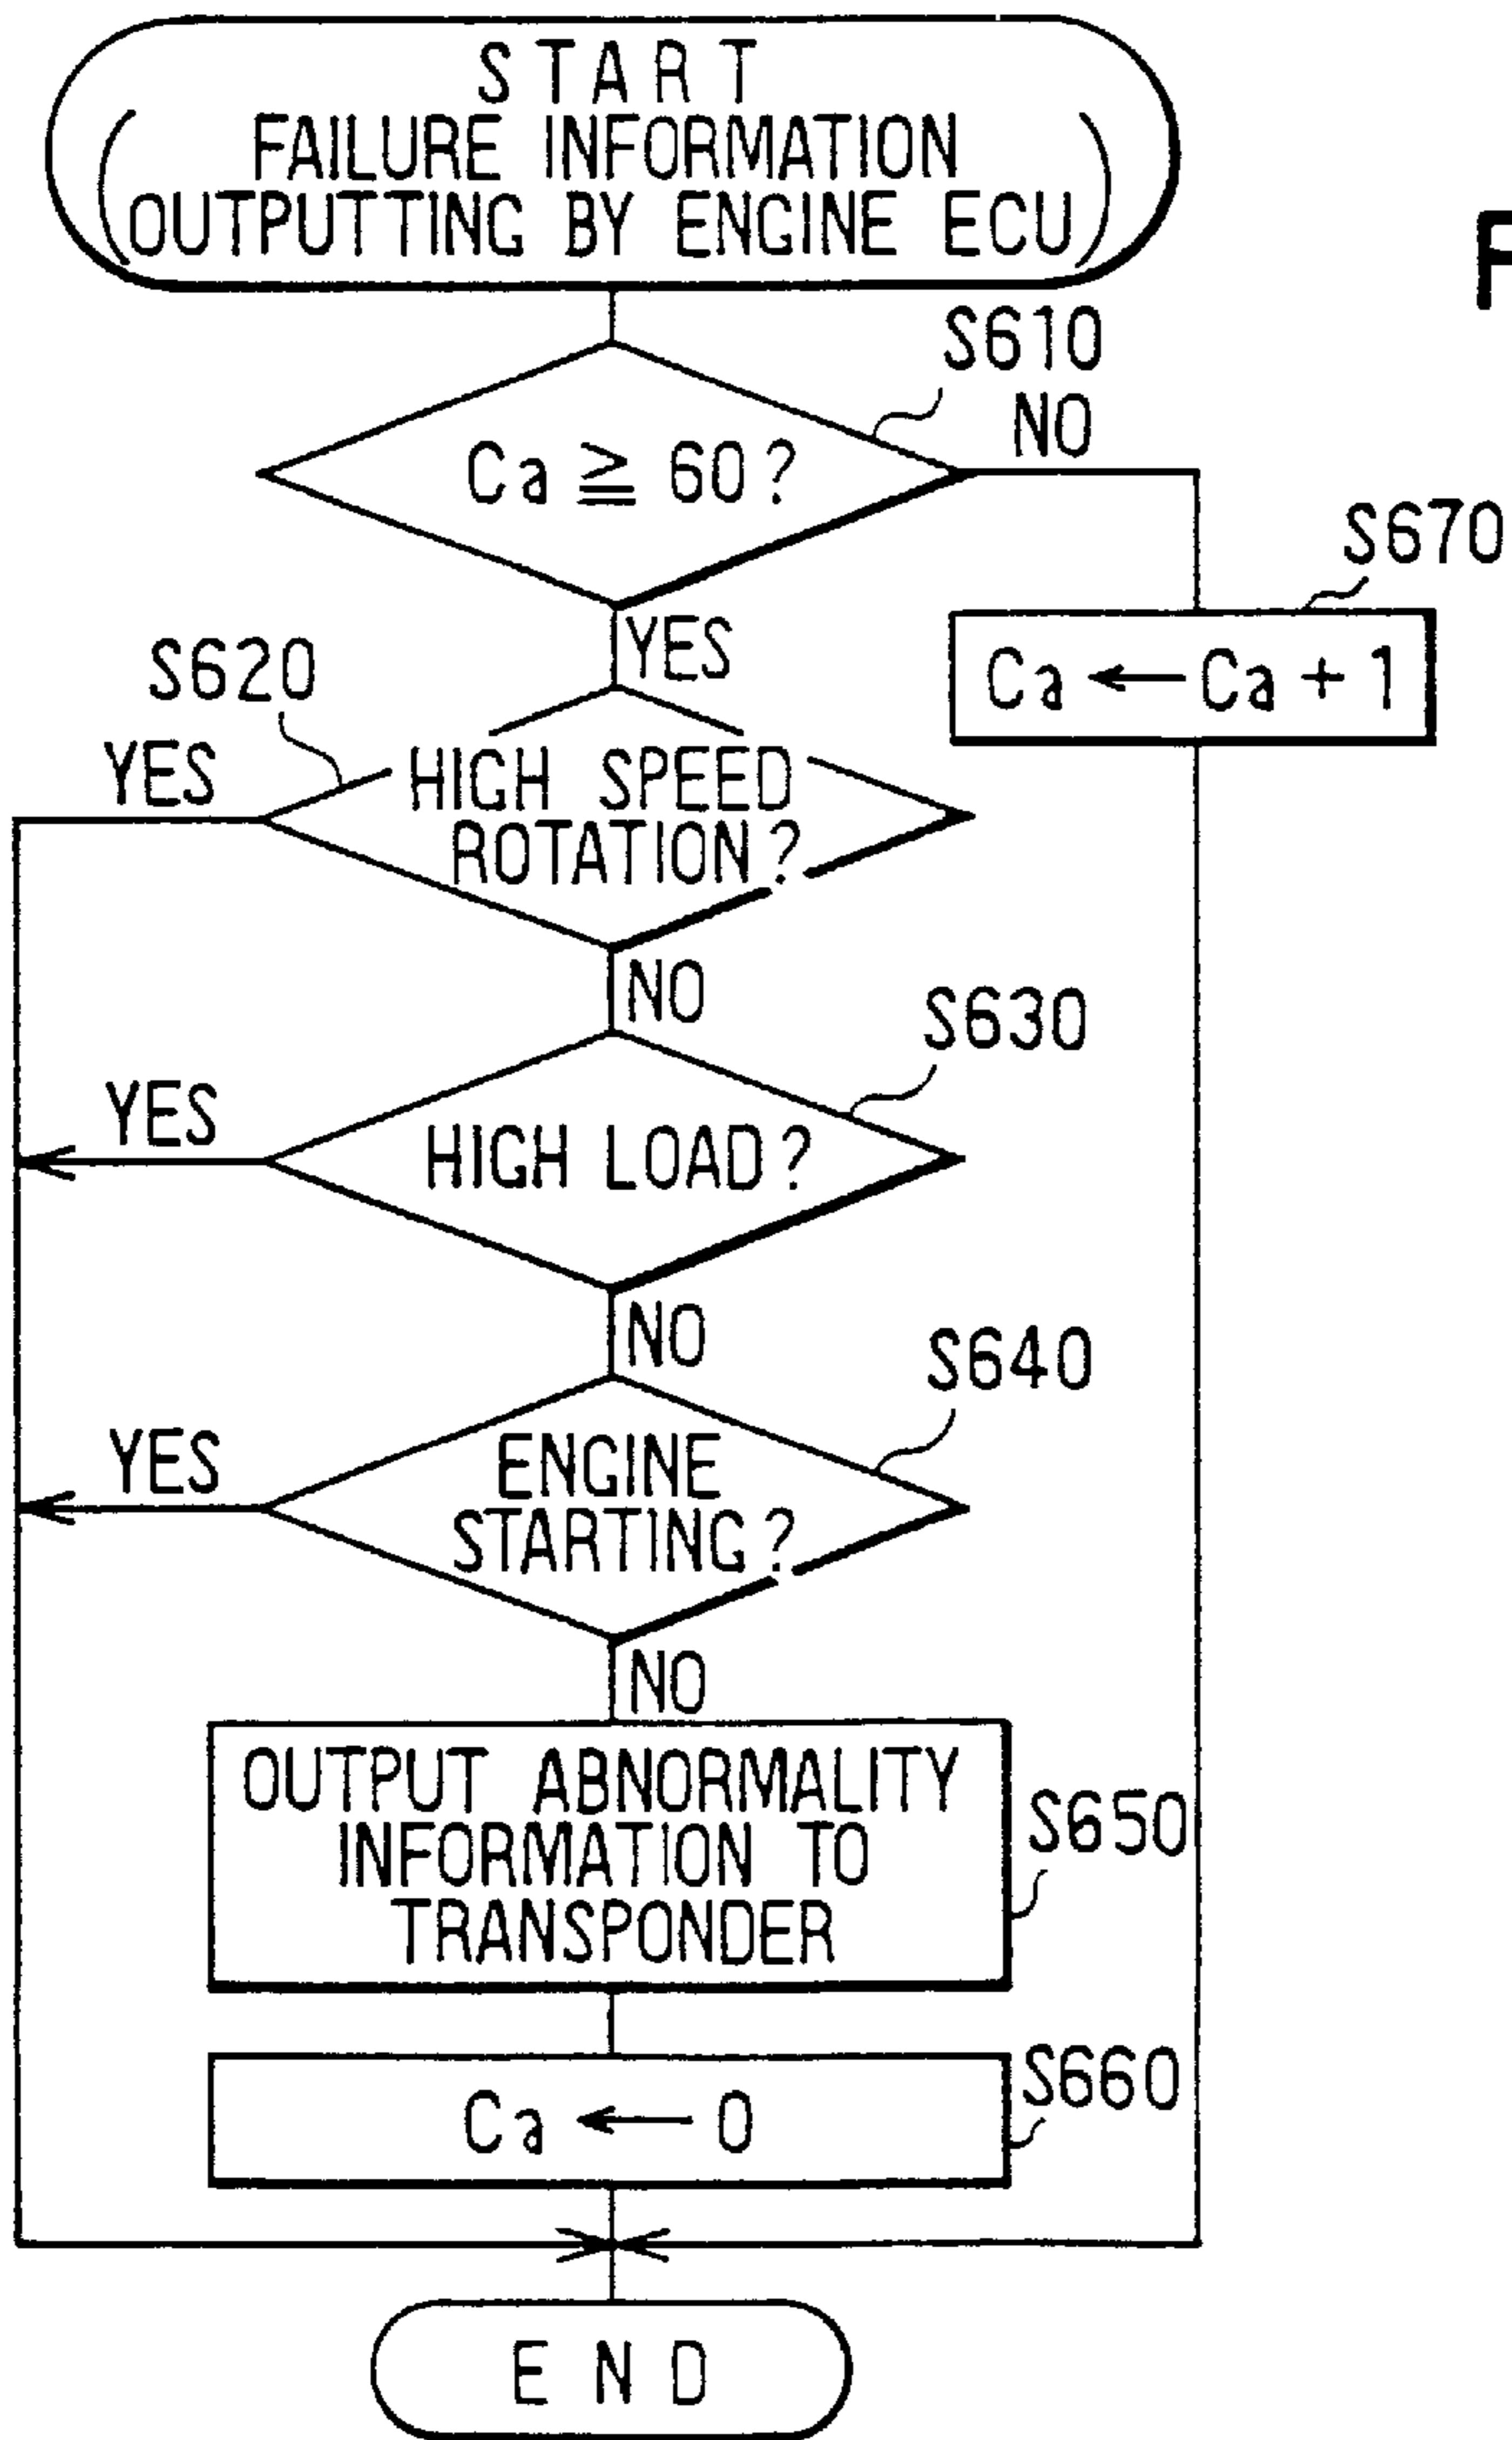 START
FAILURE INFORMATION
OUTPUTTING BY ENGINE ECU
F
S610
NO
Ca ≧ 60?
S670
YES
Ca ← Ca + 1
S620
YES
HIGH SPEED
ROTATION?
NO
S630
YES
HIGH LOAD?
NO
S640
YES
ENGINE
STARTING?
NO
OUTPUT ABNORMALITY
INFORMATION TO
TRANSPONDER
S650
S660
Ca ← 0
END